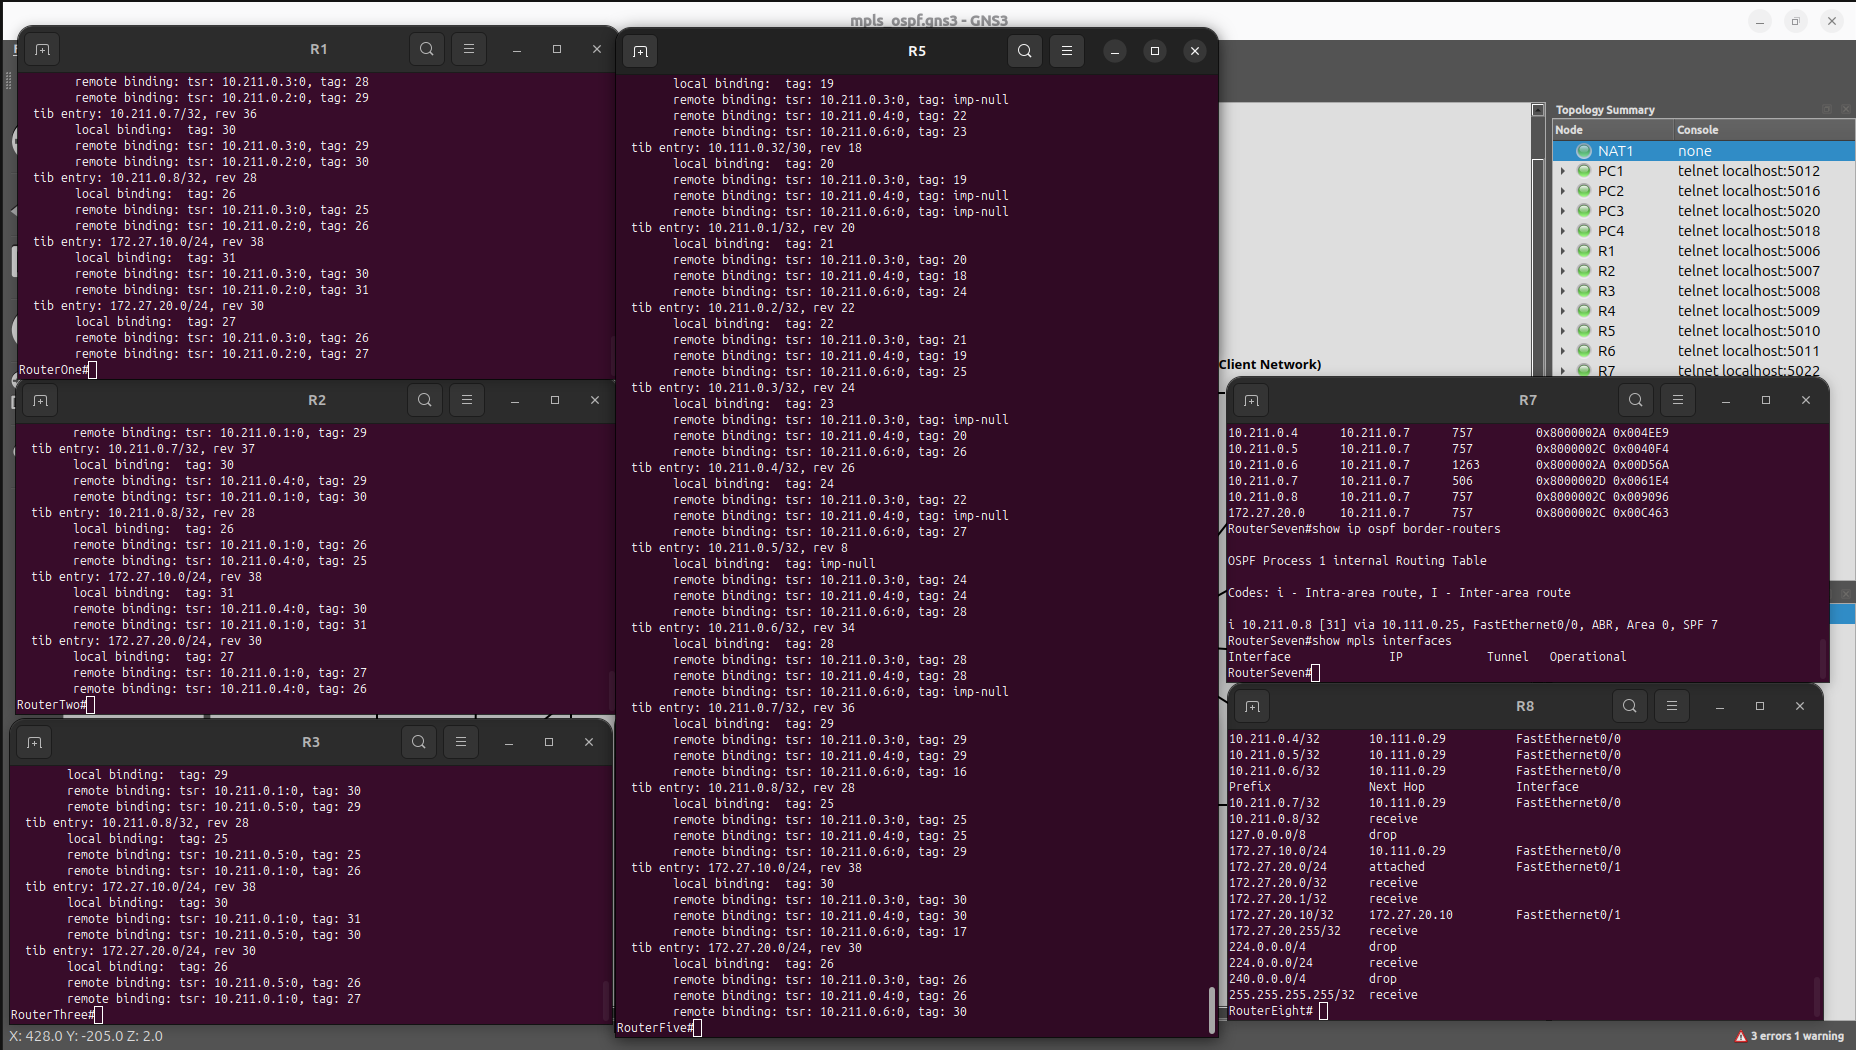 mpls_ospf.gns3 - GNS3
R1
remote binding: tsr: 10.211.0.3:0, tag: 28
remote binding: tsr: 10.211.0.2:0, tag: 29
tib entry: 10.211.0.7/32, rev 36
local binding:  tag: 30
remote binding: tsr: 10.211.0.3:0, tag: 29
remote binding: tsr: 10.211.0.2:0, tag: 30
tib entry: 10.211.0.8/32, rev 28
local binding:  tag: 26
remote binding: tsr: 10.211.0.3:0, tag: 25
remote binding: tsr: 10.211.0.2:0, tag: 26
tib entry: 172.27.10.0/24, rev 38
local binding:  tag: 31
remote binding: tsr: 10.211.0.3:0, tag: 30
remote binding: tsr: 10.211.0.2:0, tag: 31
tib entry: 172.27.20.0/24, rev 30
local binding:  tag: 27
remote binding: tsr: 10.211.0.3:0, tag: 26
remote binding: tsr: 10.211.0.2:0, tag: 27
RouterOne#
R2
remote binding: tsr: 10.211.0.1:0, tag: 29
tib entry: 10.211.0.7/32, rev 37
local binding:  tag: 30
remote binding: tsr: 10.211.0.4:0, tag: 29
remote binding: tsr: 10.211.0.1:0, tag: 30
tib entry: 10.211.0.8/32, rev 28
local binding:  tag: 26
remote binding: tsr: 10.211.0.1:0, tag: 26
remote binding: tsr: 10.211.0.4:0, tag: 25
tib entry: 172.27.10.0/24, rev 38
local binding:  tag: 31
remote binding: tsr: 10.211.0.4:0, tag: 30
remote binding: tsr: 10.211.0.1:0, tag: 31
tib entry: 172.27.20.0/24, rev 30
local binding:  tag: 27
remote binding: tsr: 10.211.0.1:0, tag: 27
remote binding: tsr: 10.211.0.4:0, tag: 26
RouterTwo#
R3
local binding:  tag: 29
remote binding: tsr: 10.211.0.1:0, tag: 30
remote binding: tsr: 10.211.0.5:0, tag: 29
tib entry: 10.211.0.8/32, rev 28
local binding:  tag: 25
remote binding: tsr: 10.211.0.5:0, tag: 25
remote binding: tsr: 10.211.0.1:0, tag: 26
tib entry: 172.27.10.0/24, rev 38
local binding:  tag: 30
remote binding: tsr: 10.211.0.1:0, tag: 31
remote binding: tsr: 10.211.0.5:0, tag: 30
tib entry: 172.27.20.0/24, rev 30
local binding:  tag: 26
remote binding: tsr: 10.211.0.5:0, tag: 26
remote binding: tsr: 10.211.0.1:0, tag: 27
RouterThree#
X: 428.0 Y: -205.0 Z: 2.0
R5
local binding:  tag: 19
remote binding: tsr: 10.211.0.3:0, tag: imp-null
remote binding: tsr: 10.211.0.4:0, tag: 22
remote binding: tsr: 10.211.0.6:0, tag: 23
tib entry: 10.111.0.32/30, rev 18
local binding:  tag: 20
remote binding: tsr: 10.211.0.3:0, tag: 19
remote binding: tsr: 10.211.0.4:0, tag: imp-null
remote binding: tsr: 10.211.0.6:0, tag: imp-null
tib entry: 10.211.0.1/32, rev 20
local binding:  tag: 21
remote binding: tsr: 10.211.0.3:0, tag: 20
remote binding: tsr: 10.211.0.4:0, tag: 18
remote binding: tsr: 10.211.0.6:0, tag: 24
tib entry: 10.211.0.2/32, rev 22
local binding:  tag: 22
remote binding: tsr: 10.211.0.3:0, tag: 21
remote binding: tsr: 10.211.0.4:0, tag: 19
remote binding: tsr: 10.211.0.6:0, tag: 25
tib entry: 10.211.0.3/32, rev 24
local binding:  tag: 23
remote binding: tsr: 10.211.0.3:0, tag: imp-null
remote binding: tsr: 10.211.0.4:0, tag: 20
remote binding: tsr: 10.211.0.6:0, tag: 26
tib entry: 10.211.0.4/32, rev 26
local binding:  tag: 24
remote binding: tsr: 10.211.0.3:0, tag: 22
remote binding: tsr: 10.211.0.4:0, tag: imp-null
remote binding: tsr: 10.211.0.6:0, tag: 27
tib entry: 10.211.0.5/32, rev 8
local binding:  tag: imp-null
remote binding: tsr: 10.211.0.3:0, tag: 24
remote binding: tsr: 10.211.0.4:0, tag: 24
remote binding: tsr: 10.211.0.6:0, tag: 28
tib entry: 10.211.0.6/32, rev 34
local binding:  tag: 28
remote binding: tsr: 10.211.0.3:0, tag: 28
remote binding: tsr: 10.211.0.4:0, tag: 28
remote binding: tsr: 10.211.0.6:0, tag: imp-null
tib entry: 10.211.0.7/32, rev 36
local binding:  tag: 29
remote binding: tsr: 10.211.0.3:0, tag: 29
remote binding: tsr: 10.211.0.4:0, tag: 29
remote binding: tsr: 10.211.0.6:0, tag: 16
tib entry: 10.211.0.8/32, rev 28
local binding:  tag: 25
remote binding: tsr: 10.211.0.3:0, tag: 25
remote binding: tsr: 10.211.0.4:0, tag: 25
remote binding: tsr: 10.211.0.6:0, tag: 29
tib entry: 172.27.10.0/24, rev 38
local binding:  tag: 30
remote binding: tsr: 10.211.0.3:0, tag: 30
remote binding: tsr: 10.211.0.4:0, tag: 30
remote binding: tsr: 10.211.0.6:0, tag: 17
tib entry: 172.27.20.0/24, rev 30
local binding:  tag: 26
remote binding: tsr: 10.211.0.3:0, tag: 26
remote binding: tsr: 10.211.0.4:0, tag: 26
remote binding: tsr: 10.211.0.6:0, tag: 30
RouterFive#
Client Network)
Topology Summary
Node Console
NAT1 none
PC1 telnet localhost:5012
PC2 telnet localhost:5016
PC3 telnet localhost:5020
PC4 telnet localhost:5018
R1 telnet localhost:5006
R2 telnet localhost:5007
R3 telnet localhost:5008
R4 telnet localhost:5009
R5 telnet localhost:5010
R6 telnet localhost:5011
R7 telnet localhost:5022
R7
10.211.0.4 10.211.0.7 757 0x8000002A 0x004EE9
10.211.0.5 10.211.0.7 757 0x8000002C 0x0040F4
10.211.0.6 10.211.0.7 1263 0x8000002A 0x00D56A
10.211.0.7 10.211.0.7 506 0x8000002D 0x0061E4
10.211.0.8 10.211.0.7 757 0x8000002C 0x009096
172.27.20.0 10.211.0.7 757 0x8000002C 0x00C463
RouterSeven#show ip ospf border-routers
OSPF Process 1 internal Routing Table
Codes: i - Intra-area route, I - Inter-area route
i 10.211.0.8 [31] via 10.111.0.25, FastEthernet0/0, ABR, Area 0, SPF 7
RouterSeven#show mpls interfaces
Interface IP Tunnel Operational
RouterSeven#
R8
10.211.0.4/32 10.111.0.29 FastEthernet0/0
10.211.0.5/32 10.111.0.29 FastEthernet0/0
10.211.0.6/32 10.111.0.29 FastEthernet0/0
Prefix Next Hop Interface
10.211.0.7/32 10.111.0.29 FastEthernet0/0
10.211.0.8/32 receive
127.0.0.0/8 drop
172.27.10.0/24 10.111.0.29 FastEthernet0/0
172.27.20.0/24 attached FastEthernet0/1
172.27.20.0/32 receive
172.27.20.1/32 receive
172.27.20.10/32 172.27.20.10 FastEthernet0/1
172.27.20.255/32 receive
224.0.0.0/4 drop
224.0.0.0/24 receive
240.0.0.0/4 drop
255.255.255.255/32 receive
RouterEight#
3 errors 1 warning